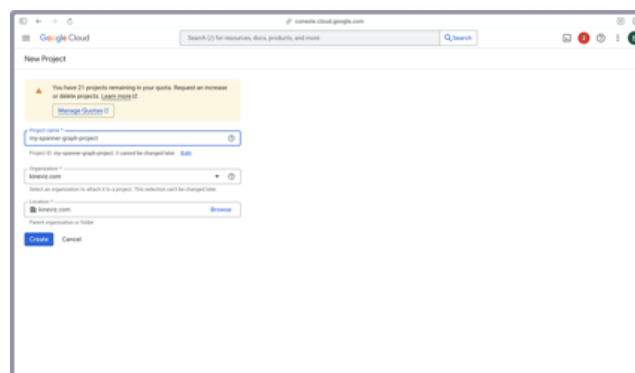 console.cloud.google.com
Google Cloud
Search (/) for resources, docs, products, and more
Search
2
New Project
You have 21 projects remaining in your quota. Request an increase
or delete projects. Learn more
Manage Quotas
Project name *
my-spanner-graph-project
Project ID: my-spanner-graph-project. It cannot be changed later. Edit
Organization *
kineviz.com
Select an organization to attach it to a project. This selection can't be changed later.
Location *
kineviz.com
Browse
Parent organization or folder
Create
Cancel